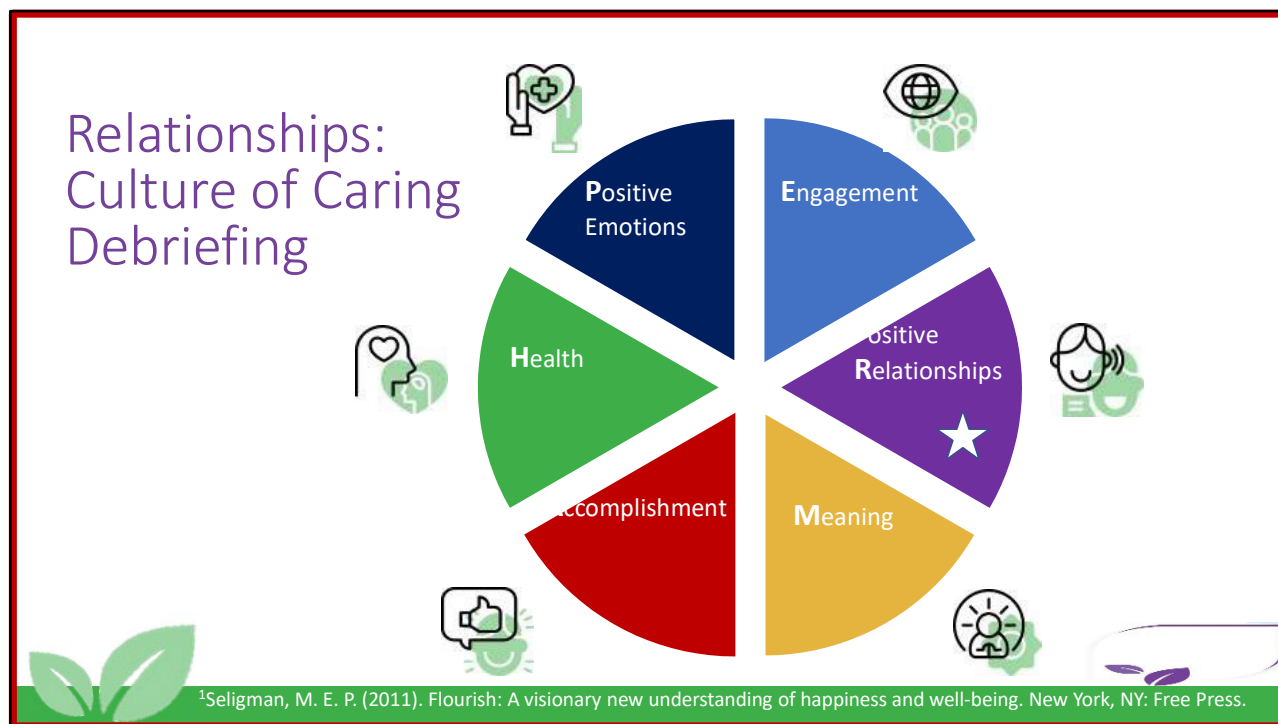 Relationships:
Culture of Caring
Debriefing
Positive
Emotions
Engagement
ositive
Relationships
Health
ccomplishment
Meaning
¹Seligman, M. E. P. (2011). Flourish: A visionary new understanding of happiness and well-being. New York, NY: Free Press.